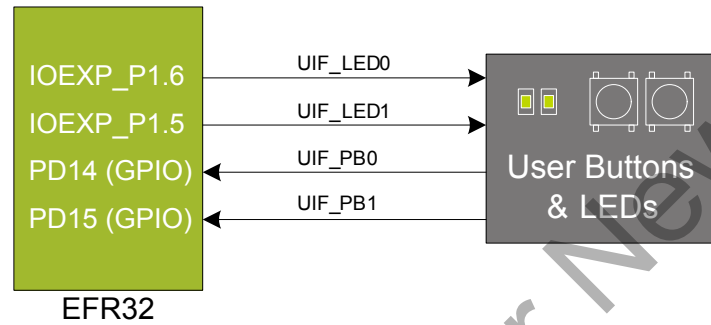 IOEXP_P1.6
UIF_LED0
IOEXP_P1.5
UIF_LED1
PD14 (GPIO)
UIF_PB0
PD15 (GPIO)
UIF_PB1
User Buttons
& LEDs
EFR32